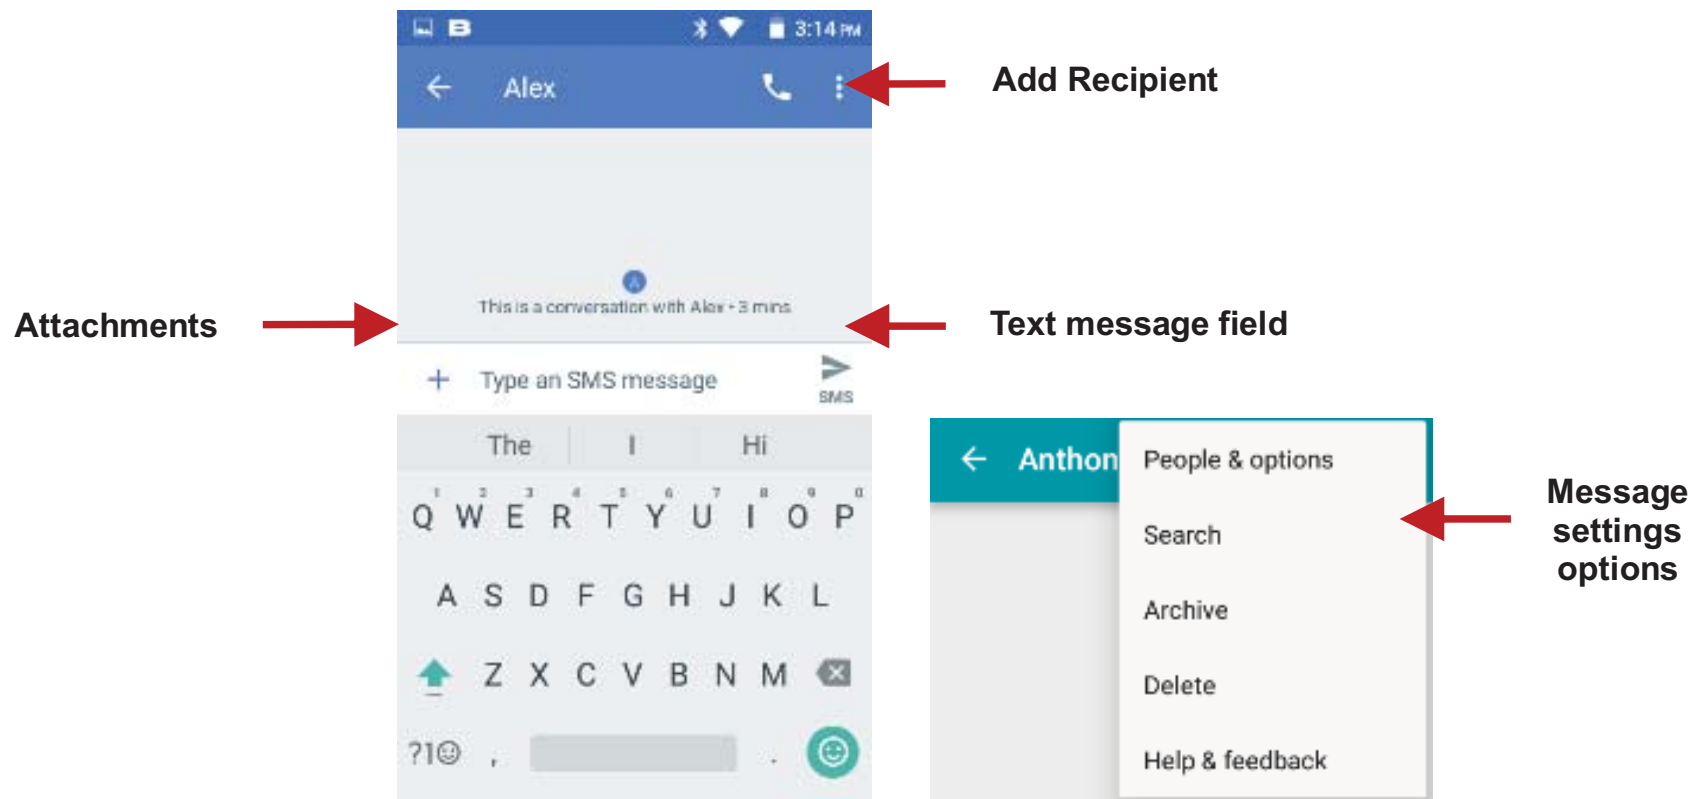 B 3:14 PM
Alex
Add Recipient
A
This is a conversation with Alex • 3 mins
Attachments
Text message field
Type an SMS message
SMS
The I Hi
1 2 3 4 5 6 7 8 9 0
Q W E R T Y U I O P
A S D F G H J K L
Z X C V B N M
?1☺ , .
Anthon
People & options
Search
Archive
Delete
Help & feedback
Message
settings
options